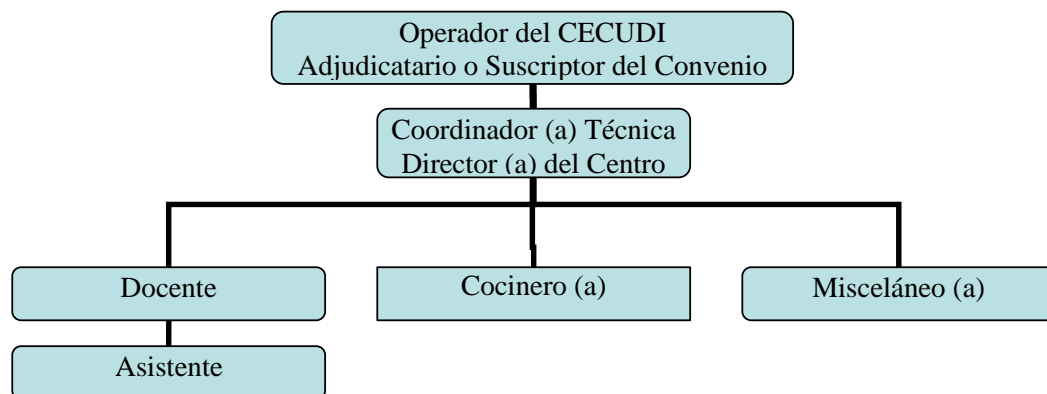 Operador del CECUDI
Adjudicatario o Suscriptor del Convenio
Coordinador (a) Técnica
Director (a) del Centro
Docente
Cocinero (a)
Misceláneo (a)
Asistente